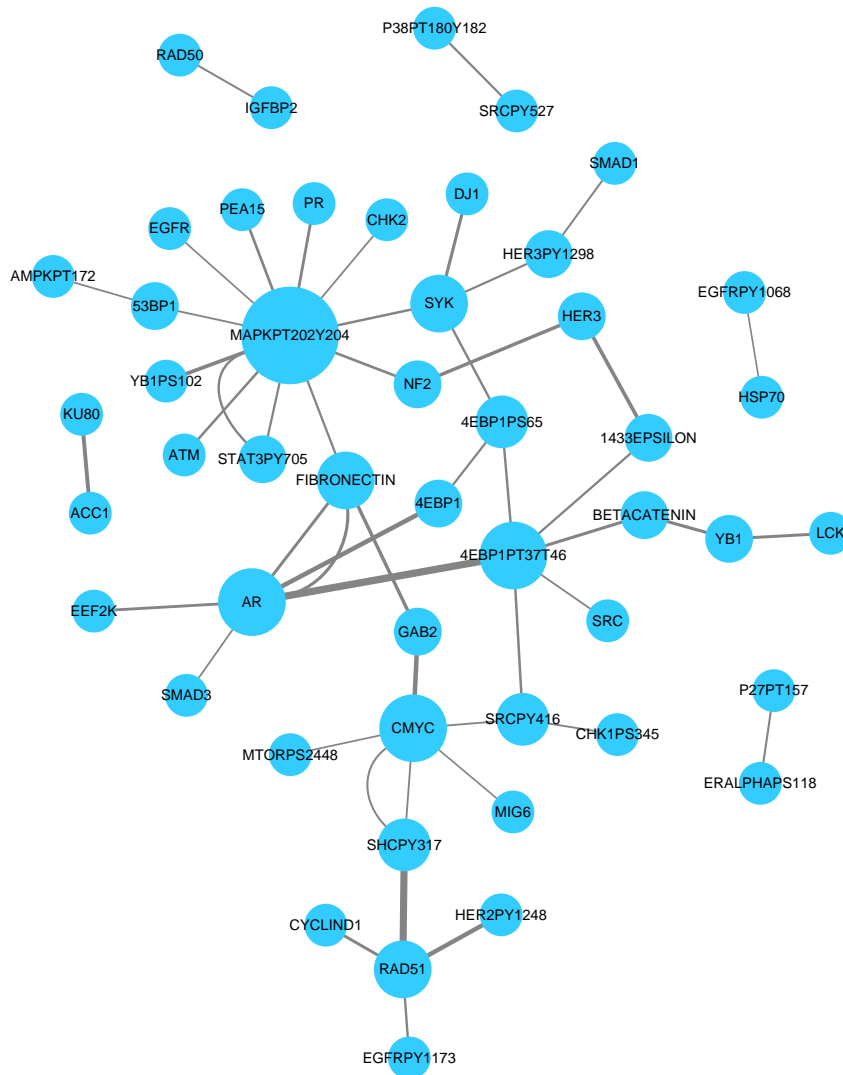 P38PT180Y182
RAD50
IGFBP2
SRCPY527
SMAD1
DJ1
PEA15
PR
CHK2
EGFR
HER3PY1298
AMPKPT172
53BP1
SYK
EGFRPY1068
HER3
MAPKPT202Y204
YB1PS102
NF2
HSP70
KU80
4EBP1PS65
1433EPSILON
ATM
STAT3PY705
FIBRONECTIN
4EBP1
ACC1
BETACATENIN
LCK
YB1
4EBP1PT37T46
AR
EEF2K
SRC
GAB2
SMAD3
P27PT157
SRCPY416
CMYC
CHK1PS345
MTORPS2448
ERALPHAPS118
MIG6
SHCPY317
HER2PY1248
CYCLIND1
RAD51
EGFRPY1173